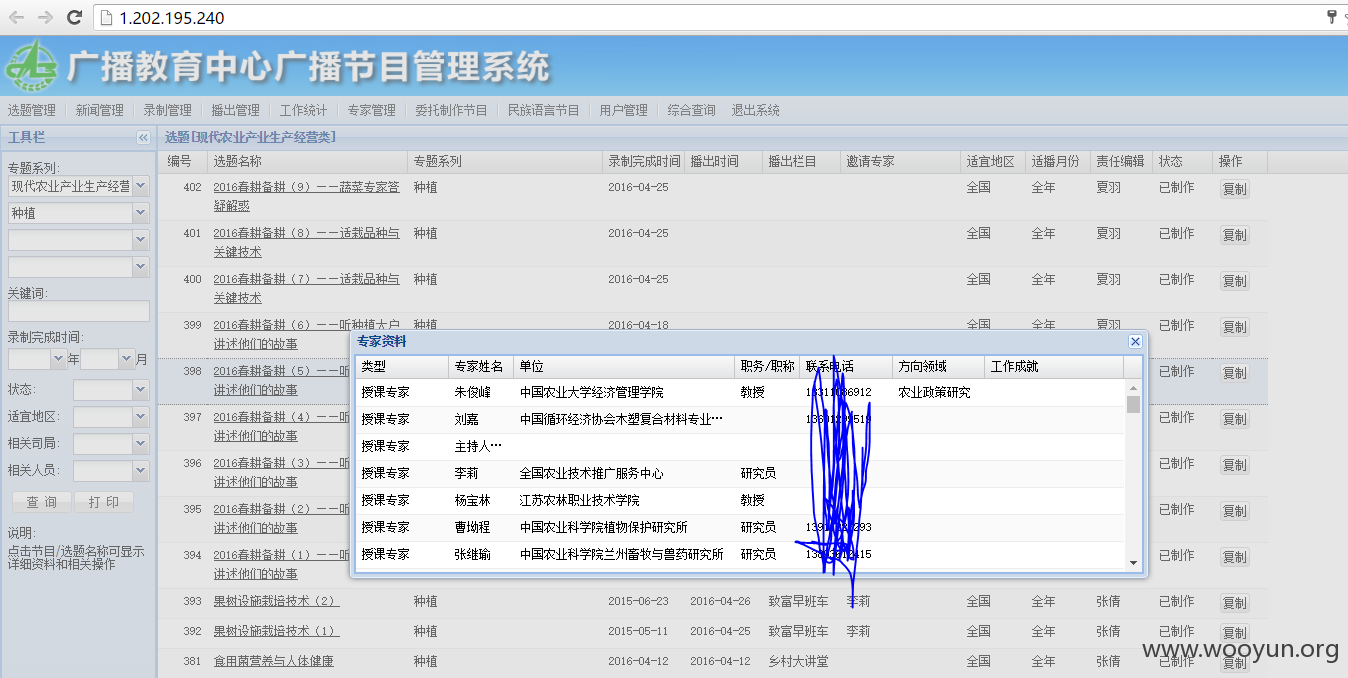 1.202.195.240
广播教育中心广播节目管理系统
选题管理 新闻管理 录制管理 播出管理 工作统计 专家管理 委托制作节目 民族语言节目 用户管理 综合查询 退出系统
工具栏
专题系列:
现代农业产业生产经营
种植
关键词:
录制完成时间:
年 月
状态:
适宜地区:
相关司局:
相关人员:
查 询 打 印
说明:
点击节目/选题名称可显示
详细资料和相关操作
选题[现代农业产业生产经营类]
编号 选题名称 专题系列 录制完成时间 播出时间 播出栏目 邀请专家 适宜地区 适播月份 责任编辑 状态 操作
402 2016春耕备耕（9）——蔬菜专家答 种植 2016-04-25 全国 全年 夏羽 已制作 复制
疑解惑
401 2016春耕备耕（8）——适栽品种与 种植 2016-04-25 全国 全年 夏羽 已制作 复制
关键技术
400 2016春耕备耕（7）——适栽品种与 种植 2016-04-25 全国 全年 夏羽 已制作 复制
关键技术
399 2016春耕备耕（6）——听种植大户 种植 2016-04-18 全国 全年 夏羽 已制作 复制
讲述他们的故事
398 2016春耕备耕（5）——听 已制作 复制
讲述他们的故事
397 2016春耕备耕（4）——听 已制作 复制
讲述他们的故事
396 2016春耕备耕（3）——听 已制作 复制
讲述他们的故事
395 2016春耕备耕（2）——听 已制作 复制
讲述他们的故事
394 2016春耕备耕（1）——听 已制作 复制
讲述他们的故事
393 果树设施栽培技术（2） 种植 2015-06-23 2016-04-26 致富早班车 李莉 全国 全年 张倩 已制作 复制
392 果树设施栽培技术（1） 种植 2015-05-11 2016-04-25 致富早班车 李莉 全国 全年 张倩 已制作 复制
381 食用菌营养与人体健康 种植 2016-04-12 2016-04-12 乡村大讲堂 全国 全年 张倩 已制作 复制
专家资料
类型 专家姓名 单位 职务/职称 联系电话 方向领域 工作成就
授课专家 朱俊峰 中国农业大学经济管理学院 教授 农业政策研究
授课专家 刘嘉 中国循环经济协会木塑复合材料专业…
授课专家 主持人…
授课专家 李莉 全国农业技术推广服务中心 研究员
授课专家 杨宝林 江苏农林职业技术学院 教授
授课专家 曹坳程 中国农业科学院植物保护研究所 研究员
授课专家 张继瑜 中国农业科学院兰州畜牧与兽药研究所 研究员
www.wooyun.org